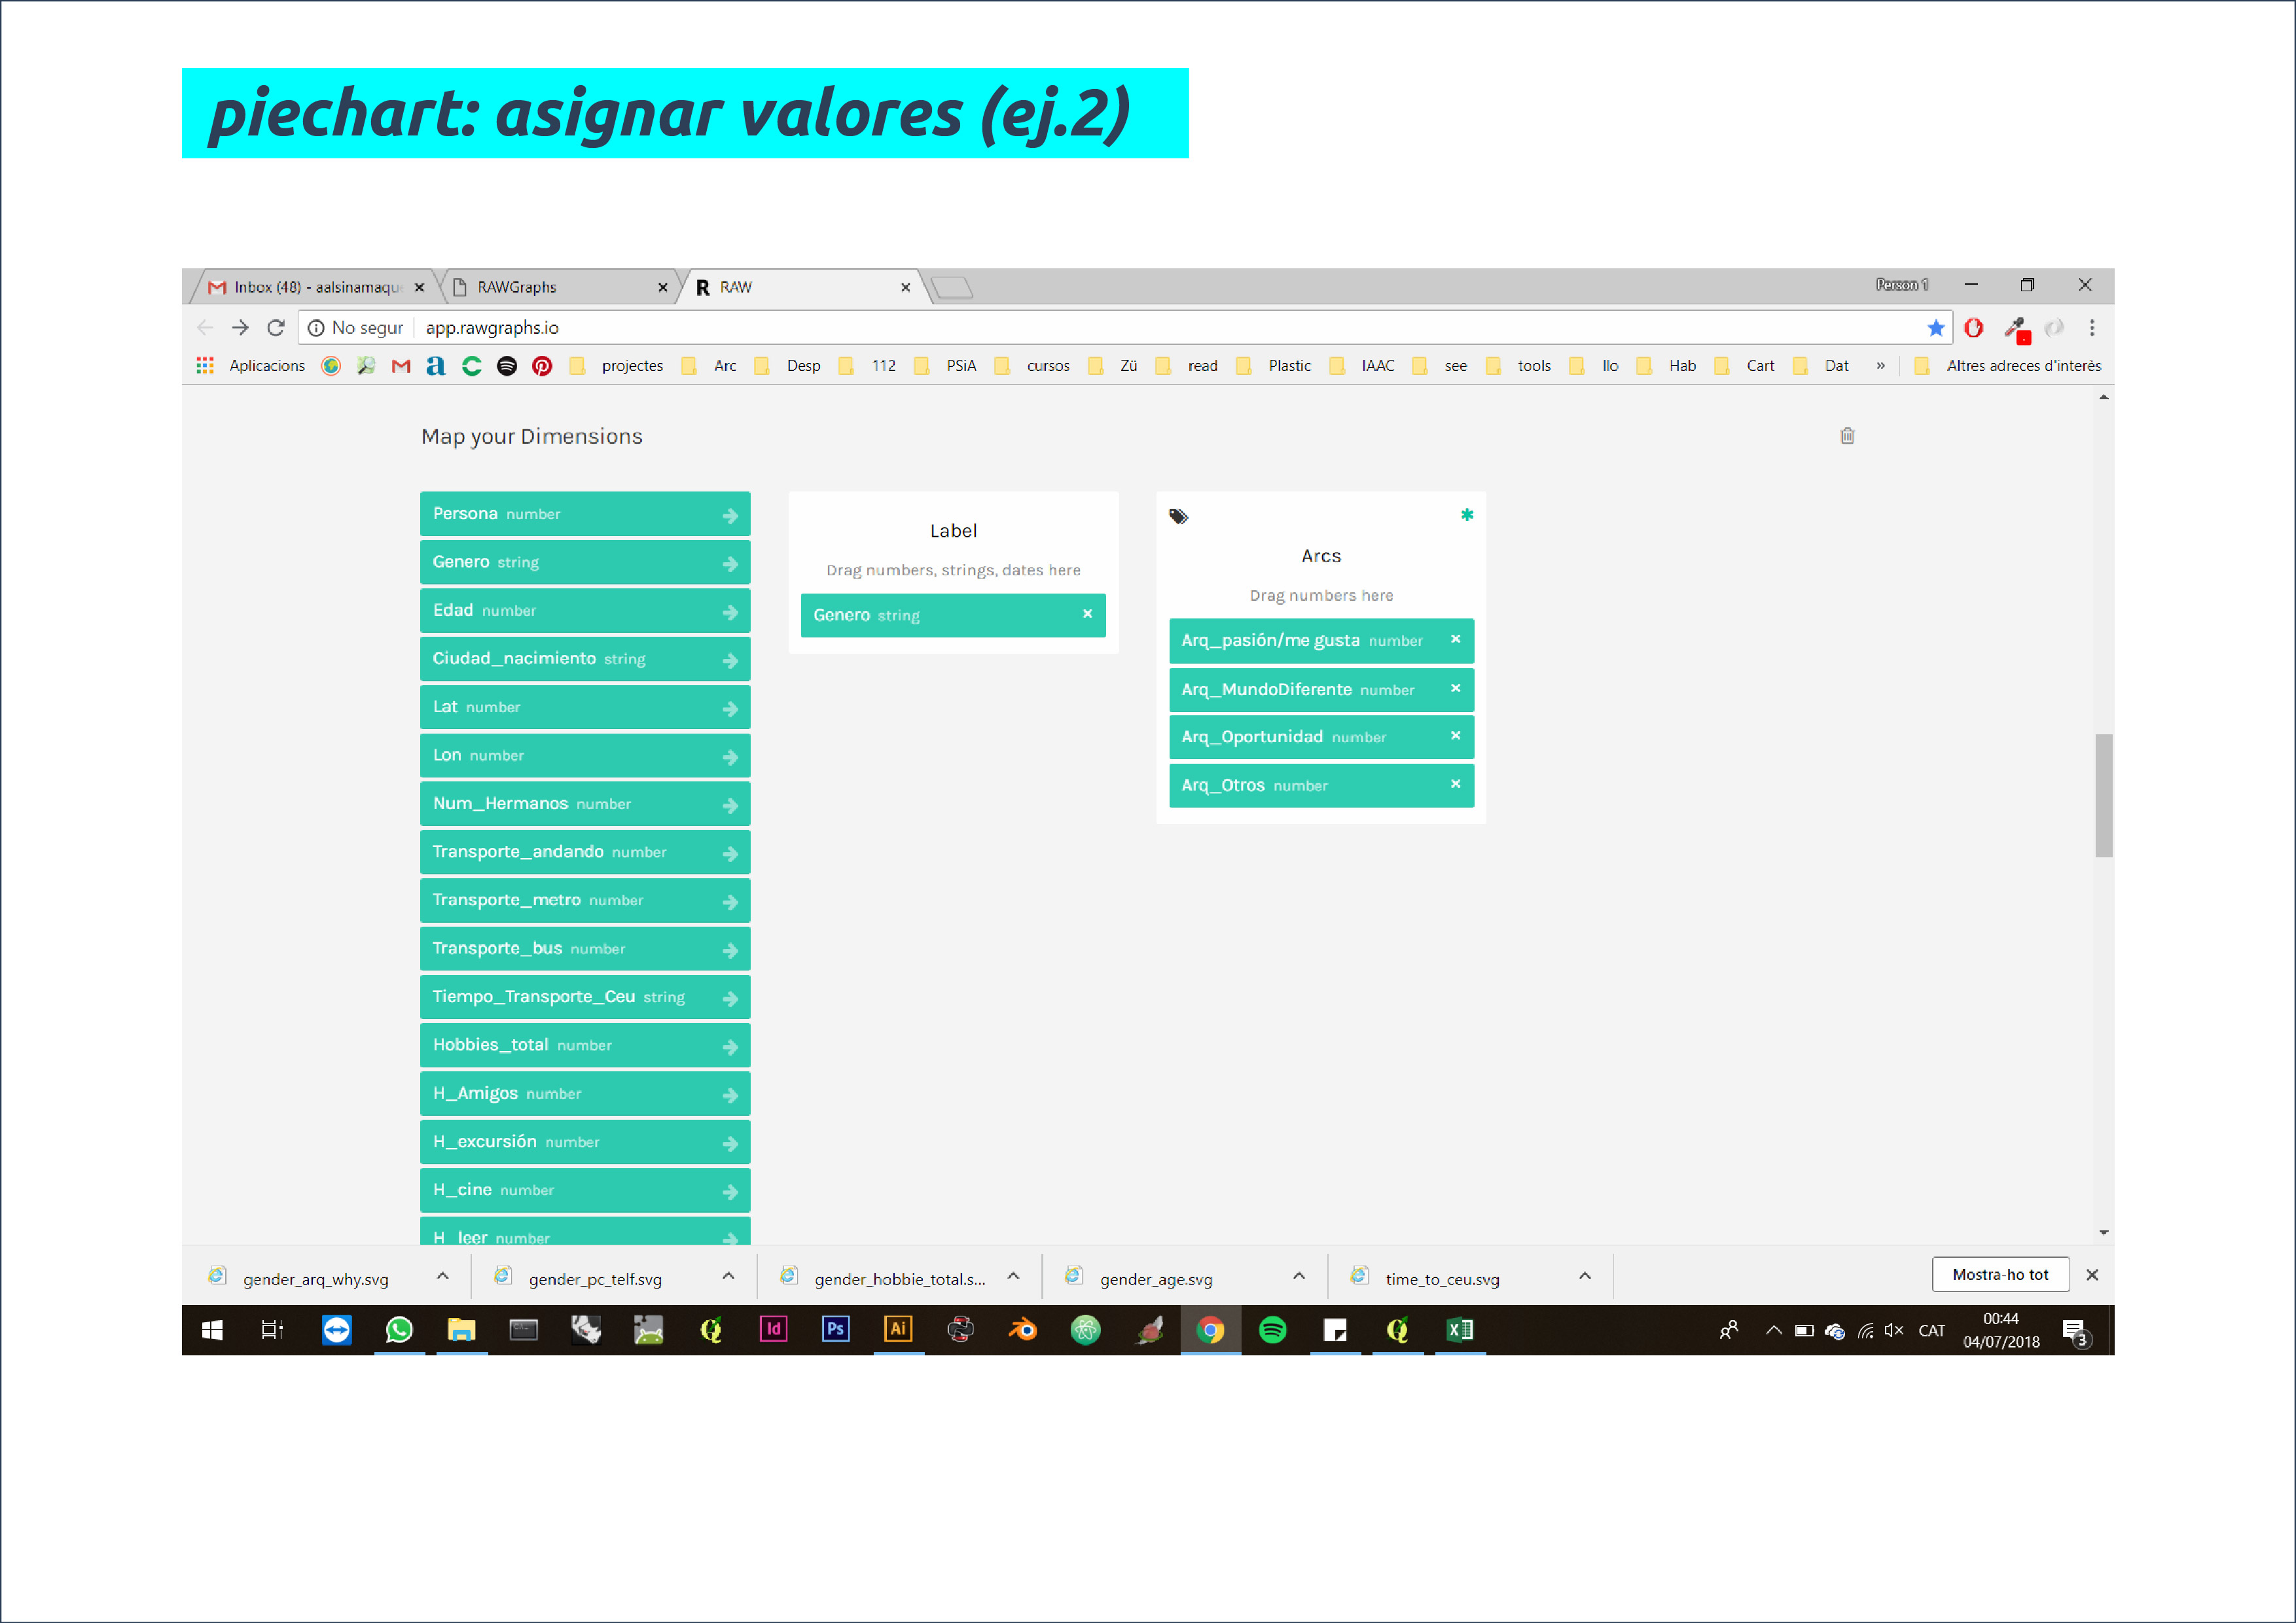 piechart: asignar valores (ej.2)
Inbox (48) - aalsinamaqu
RAWGraphs
R RAW
Person 1
No segur
app.rawgraphs.io
Aplicacions projectes Arc Desp 112 PSiA cursos Zü read Plastic IAAC see tools llo Hab Cart Dat » Altres adreces d'interès
Map your Dimensions
Persona number
Genero string
Edad number
Ciudad_nacimiento string
Lat number
Lon number
Num_Hermanos number
Transporte_andando number
Transporte_metro number
Transporte_bus number
Tiempo_Transporte_Ceu string
Hobbies_total number
H_Amigos number
H_excursión number
H_cine number
H_leer number
Label
Drag numbers, strings, dates here
Genero string
Arcs
Drag numbers here
Arq_pasión/me gusta number
Arq_MundoDiferente number
Arq_Oportunidad number
Arq_Otros number
gender_arq_why.svg
gender_pc_telf.svg
gender_hobbie_total.s...
gender_age.svg
time_to_ceu.svg
Mostra-ho tot
Id
Ps
Ai
CAT
00:44
04/07/2018
3